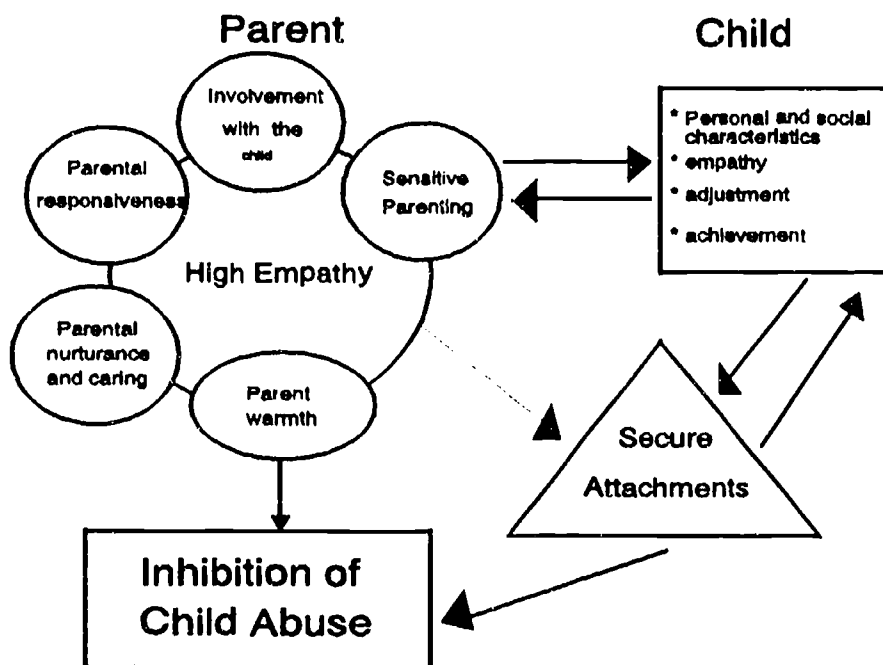 Parent
Child
Involvement
with the
child
Parental
responsiveness
Sensitive
Parenting
High Empathy
Parental
nurturance
and caring
Parent
warmth
* Personal and social
characteristics
* empathy
* adjustment
* achievement
Secure
Attachments
Inhibition of
Child Abuse